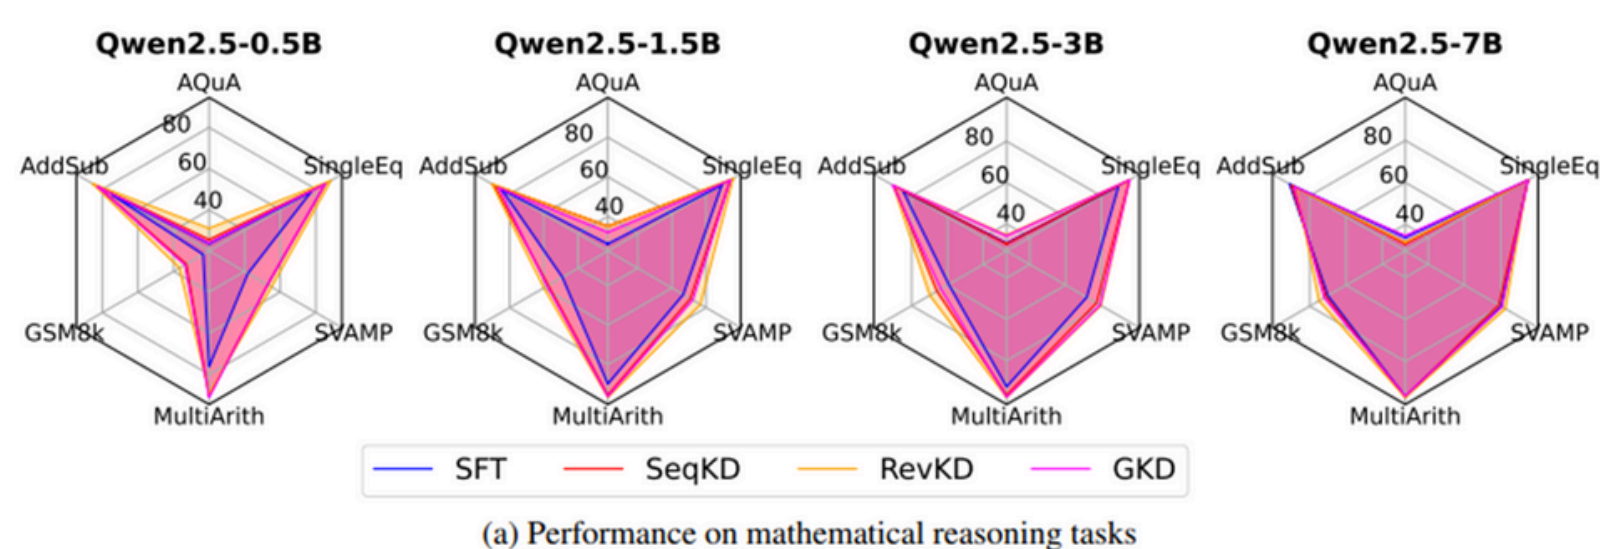 Qwen2.5-0.5B
AQuA
80
60
40
AddSub
SingleEq
GSM8k
SVAMP
MultiArith
Qwen2.5-1.5B
AQuA
80
60
40
AddSub
SingleEq
GSM8k
SVAMP
MultiArith
Qwen2.5-3B
AQuA
80
60
40
AddSub
SingleEq
GSM8k
SVAMP
MultiArith
Qwen2.5-7B
AQuA
80
60
40
AddSub
SingleEq
GSM8k
SVAMP
MultiArith
SFT SeqKD RevKD GKD
(a) Performance on mathematical reasoning tasks